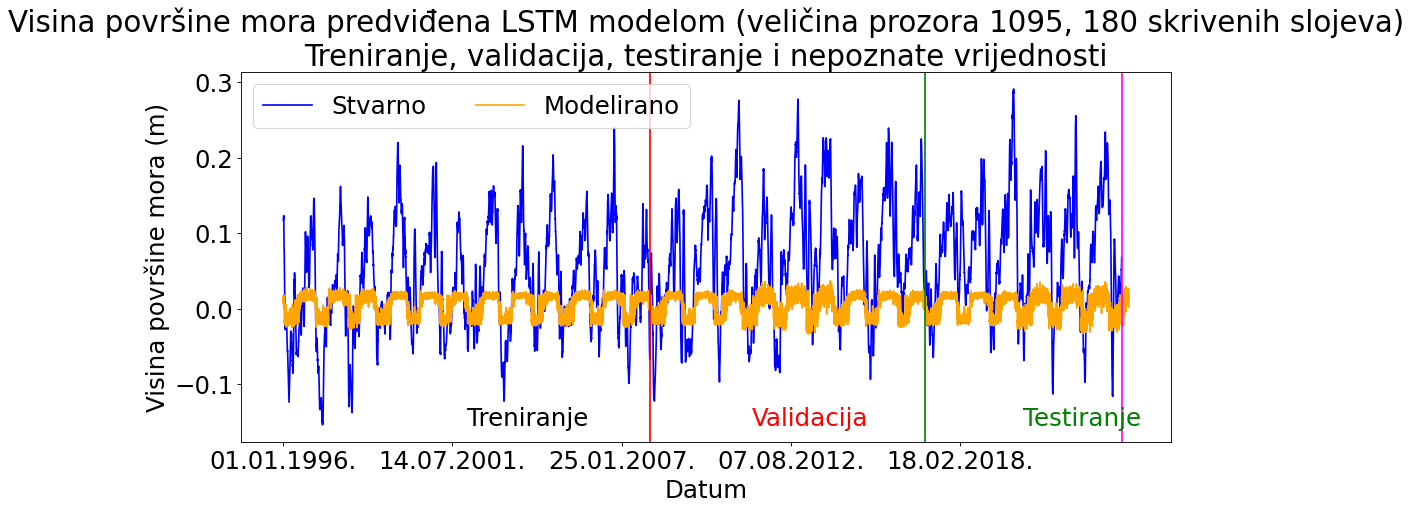 Visina površine mora predviđena LSTM modelom (veličina prozora 1095, 180 skrivenih slojeva)
Treniranje, validacija, testiranje i nepoznate vrijednosti
Stvarno Modelirano
Visina površine mora (m)
0.3
0.2
0.1
0.0
−0.1
Treniranje Validacija Testiranje
01.01.1996. 14.07.2001. 25.01.2007. 07.08.2012. 18.02.2018.
Datum